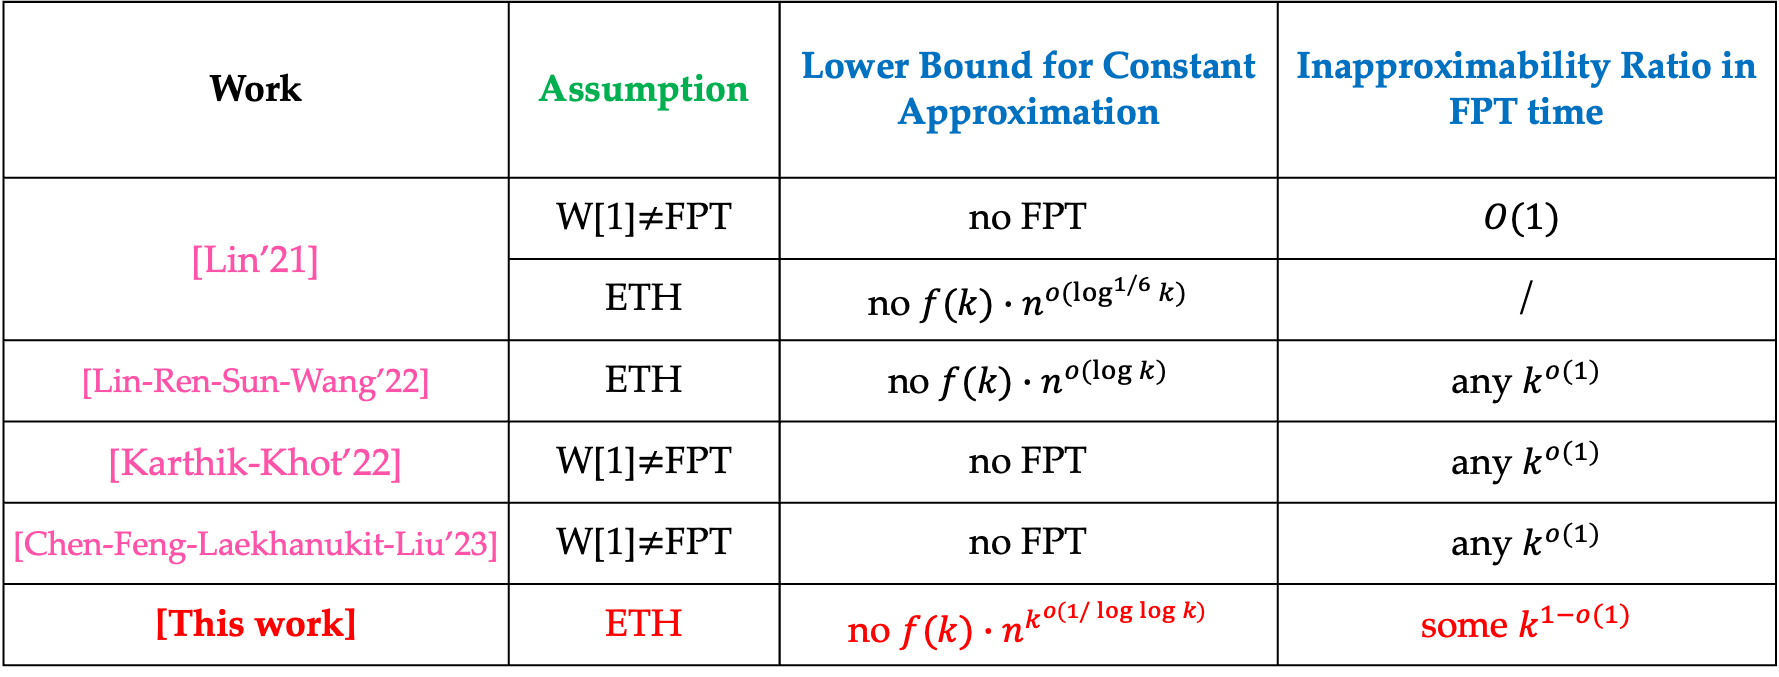 Work
Assumption
Lower Bound for Constant
Approximation
Inapproximability Ratio in
FPT time
[Lin’21]
W[1]≠FPT
no FPT
O(1)
ETH
no f(k) · n^{o(log^{1/6} k)}
/
[Lin-Ren-Sun-Wang’22]
ETH
no f(k) · n^{o(log k)}
any k^{o(1)}
[Karthik-Khot’22]
W[1]≠FPT
no FPT
any k^{o(1)}
[Chen-Feng-Laekhanukit-Liu’23]
W[1]≠FPT
no FPT
any k^{o(1)}
[This work]
ETH
no f(k) · n^{k^{o(1/ log log k)}}
some k^{1−o(1)}